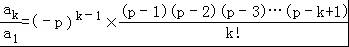 a_k/a_1=(-p)^{k-1}×(p-1)(p-2)(p-3)…(p-k+1)/k!